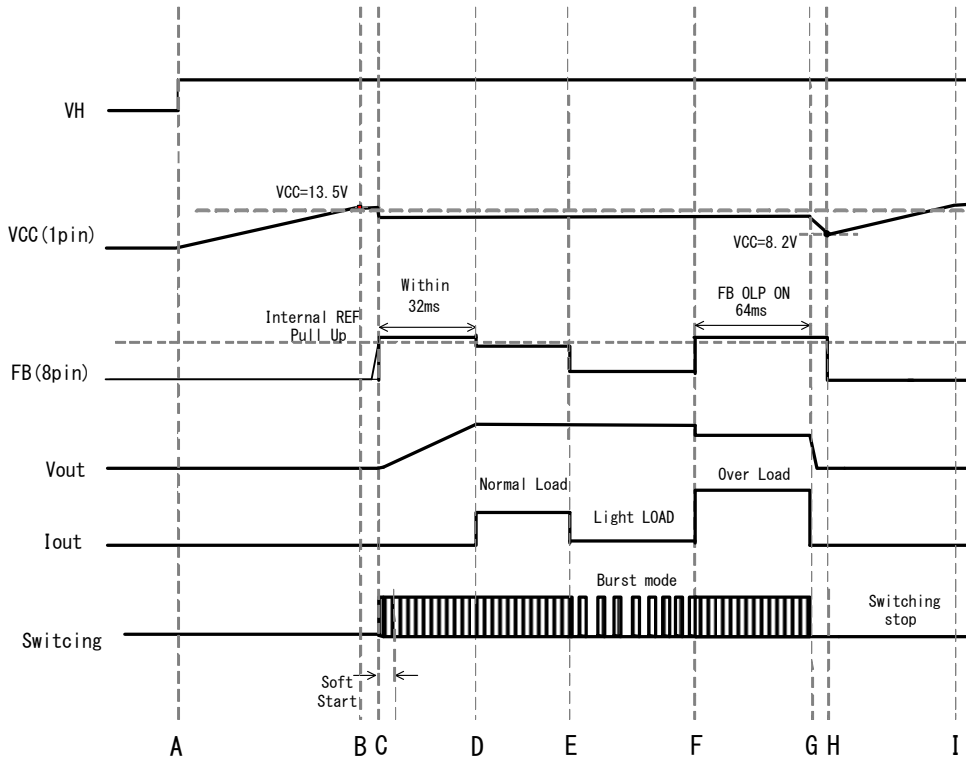 VH
VCC=13.5V
VCC(1pin)
VCC=8.2V
Within
32ms
FB OLP ON
64ms
Internal REF
Pull Up
FB(8pin)
Vout
Normal Load
Over Load
Light LOAD
Iout
Burst mode
Switching
stop
Switcing
Soft
Start
A B C D E F G H I